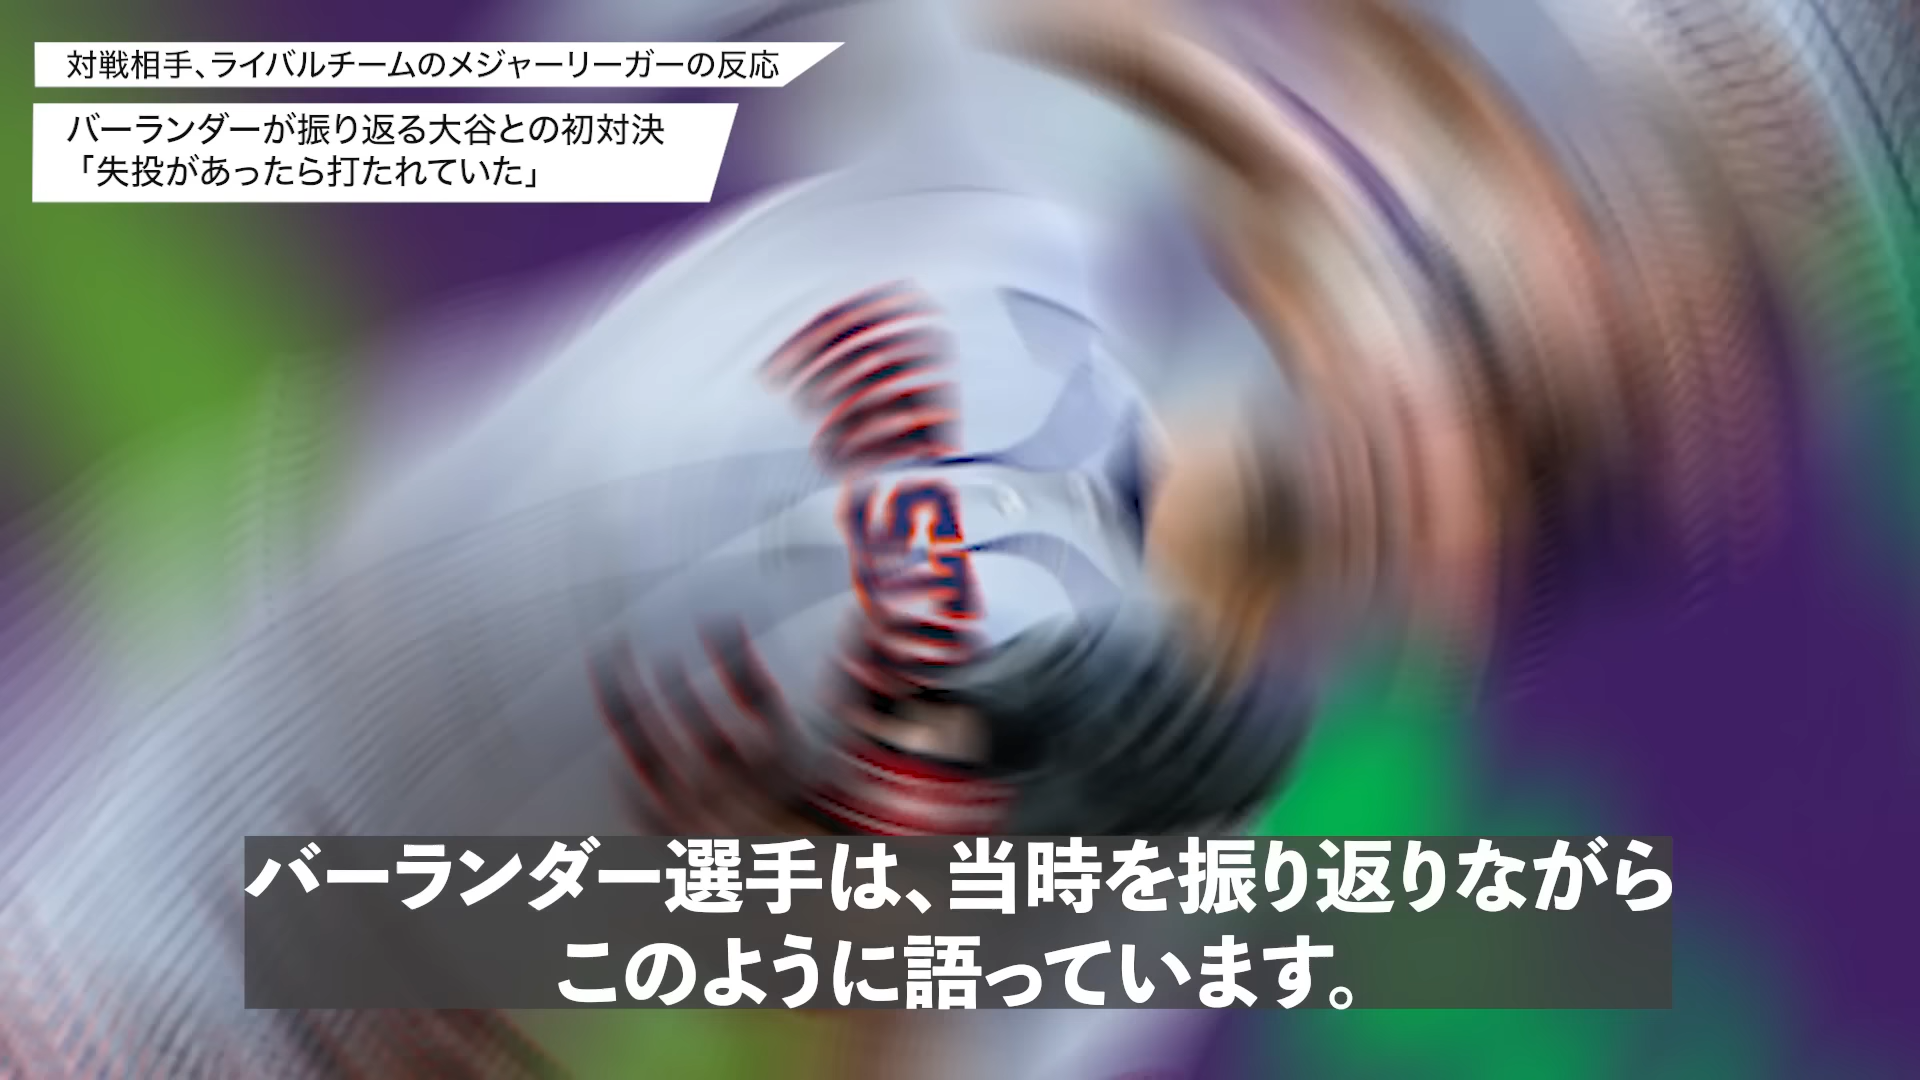 対戦相手、ライバルチームのメジャーリーガーの反応
バーランダーが振り返る大谷との初対決
「失投があったら打たれていた」
バーランダー選手は、当時を振り返りながら
このように語っています。